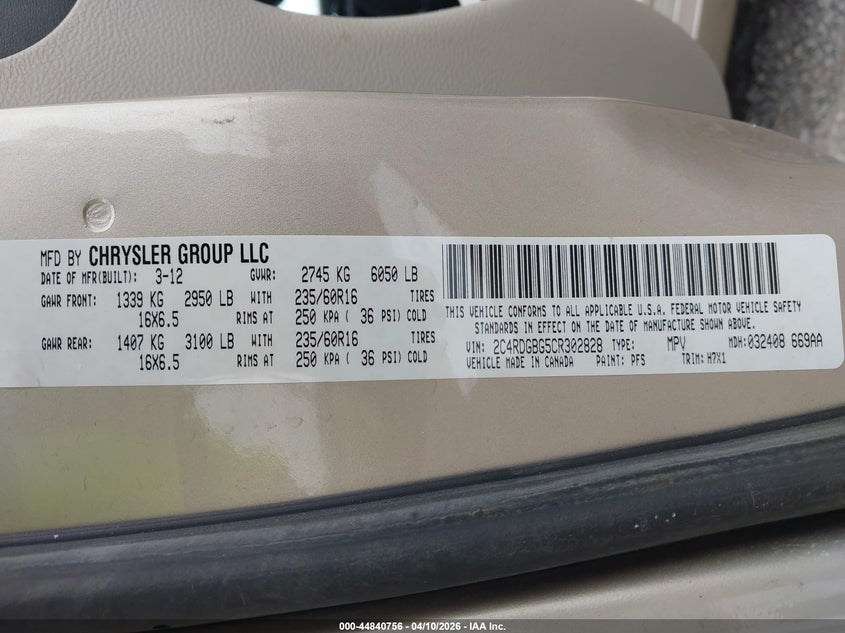 MFD BY CHRYSLER GROUP LLC
DATE OF MFR(BUILT): 3-12 GVWR: 2745 KG 6050 LB
GAWR FRONT: 1339 KG 2950 LB WITH 235/60R16 TIRES
16X6.5 RIMS AT 250 KPA ( 36 PSI) COLD
GAWR REAR: 1407 KG 3100 LB WITH 235/60R16 TIRES
16X6.5 RIMS AT 250 KPA ( 36 PSI) COLD
THIS VEHICLE CONFORMS TO ALL APPLICABLE U.S.A. FEDERAL MOTOR VEHICLE SAFETY
STANDARDS IN EFFECT ON THE DATE OF MANUFACTURE SHOWN ABOVE.
VIN: 2C4RDGBG5CR302828 TYPE: MPV MDH:032408 669AA
VEHICLE MADE IN CANADA PAINT: PFS TRIM: H7X1
000-44840756 - 04/10/2026 - IAA Inc.